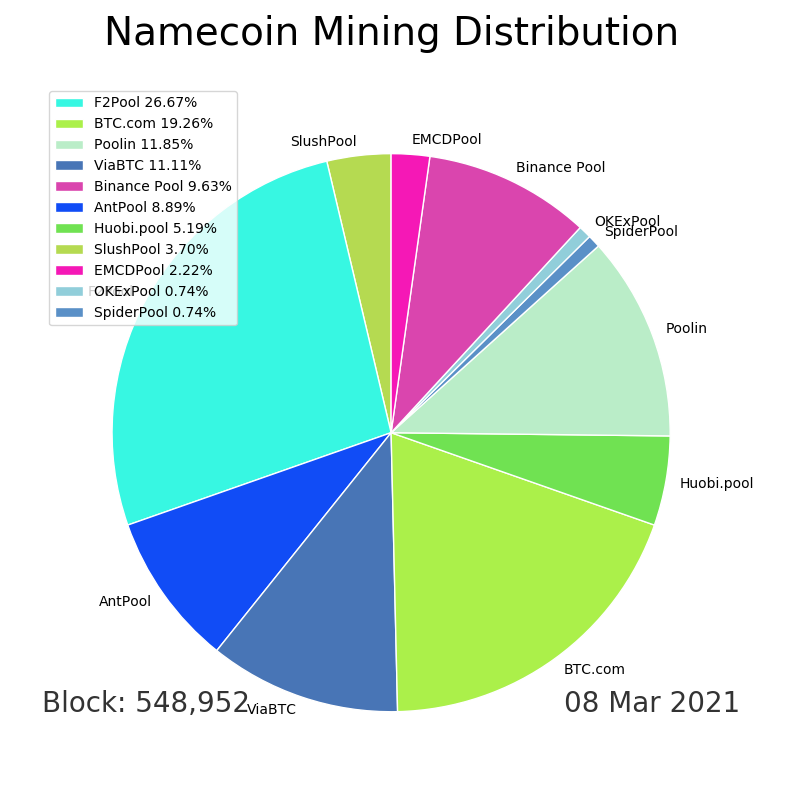 Namecoin Mining Distribution
F2Pool 26.67%
BTC.com 19.26%
Poolin 11.85%
ViaBTC 11.11%
Binance Pool 9.63%
AntPool 8.89%
Huobi.pool 5.19%
SlushPool 3.70%
EMCDPool 2.22%
OKExPool 0.74%
SpiderPool 0.74%
SlushPool
EMCDPool
Binance Pool
OKExPool
SpiderPool
Poolin
Huobi.pool
BTC.com
ViaBTC
AntPool
Block: 548,952
08 Mar 2021